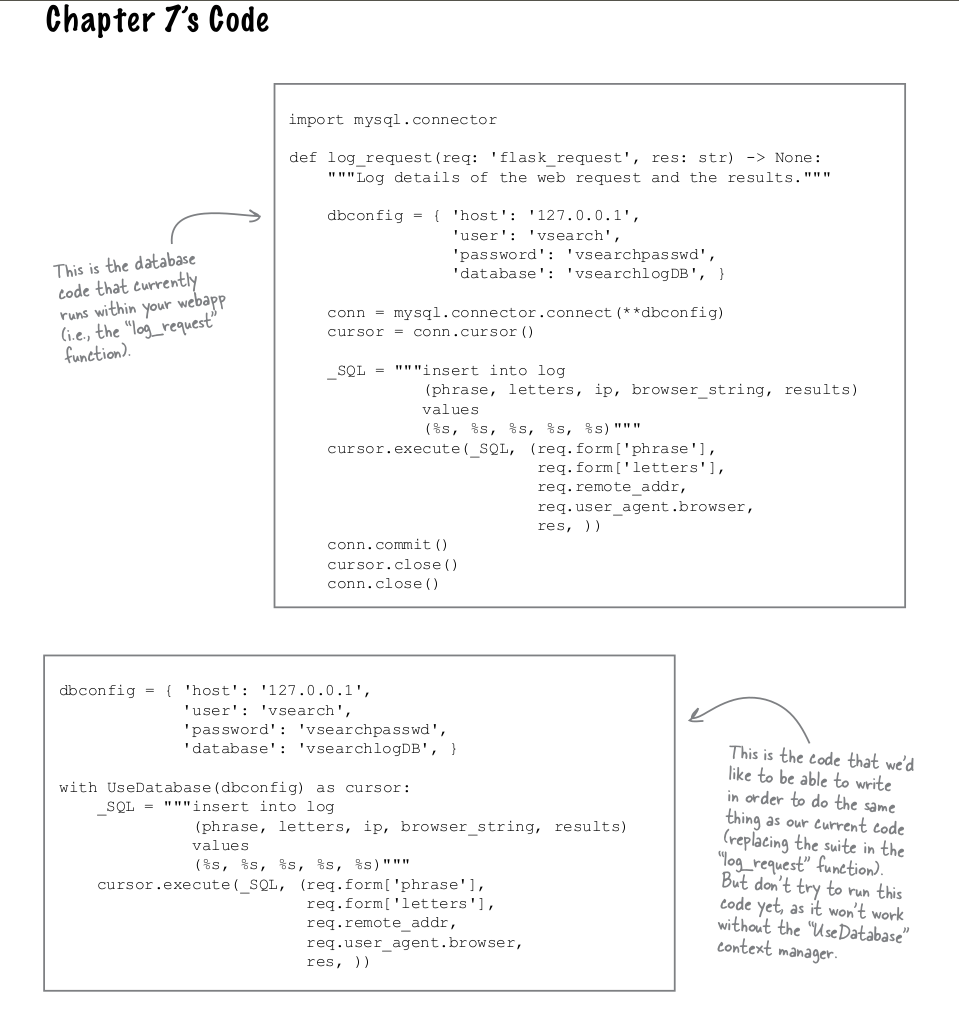 Chapter 7's Code
import mysql.connector
def log_request(req: 'flask_request', res: str) -> None:
    """Log details of the web request and the results."""
    dbconfig = { 'host': '127.0.0.1',
                 'user': 'vsearch',
                 'password': 'vsearchpasswd',
                 'database': 'vsearchlogDB', }
    conn = mysql.connector.connect(**dbconfig)
    cursor = conn.cursor()
    _SQL = """insert into log
              (phrase, letters, ip, browser_string, results)
              values
              (%s, %s, %s, %s, %s)"""
    cursor.execute(_SQL, (req.form['phrase'],
                          req.form['letters'],
                          req.remote_addr,
                          req.user_agent.browser,
                          res, ))
    conn.commit()
    cursor.close()
    conn.close()
This is the database
code that currently
runs within your webapp
(i.e., the "log_request"
function).
dbconfig = { 'host': '127.0.0.1',
             'user': 'vsearch',
             'password': 'vsearchpasswd',
             'database': 'vsearchlogDB', }
with UseDatabase(dbconfig) as cursor:
    _SQL = """insert into log
              (phrase, letters, ip, browser_string, results)
              values
              (%s, %s, %s, %s, %s)"""
    cursor.execute(_SQL, (req.form['phrase'],
                          req.form['letters'],
                          req.remote_addr,
                          req.user_agent.browser,
                          res, ))
This is the code that we'd
like to be able to write
in order to do the same
thing as our current code
(replacing the suite in the
"log_request" function).
But don't try to run this
code yet, as it won't work
without the "UseDatabase"
context manager.